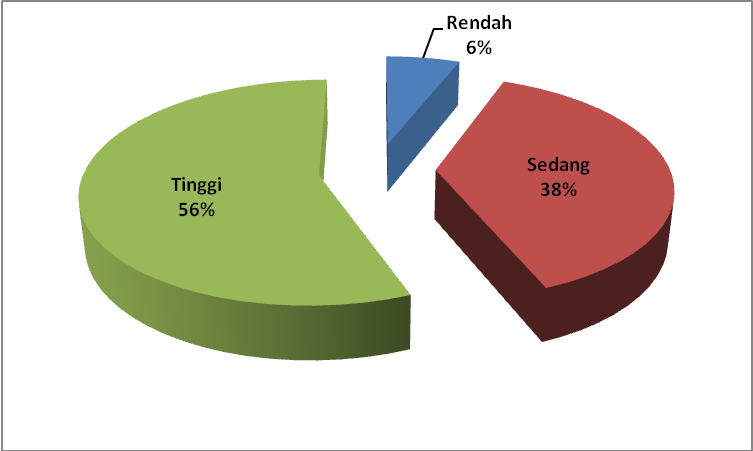 Rendah
6%
Sedang
38%
Tinggi
56%